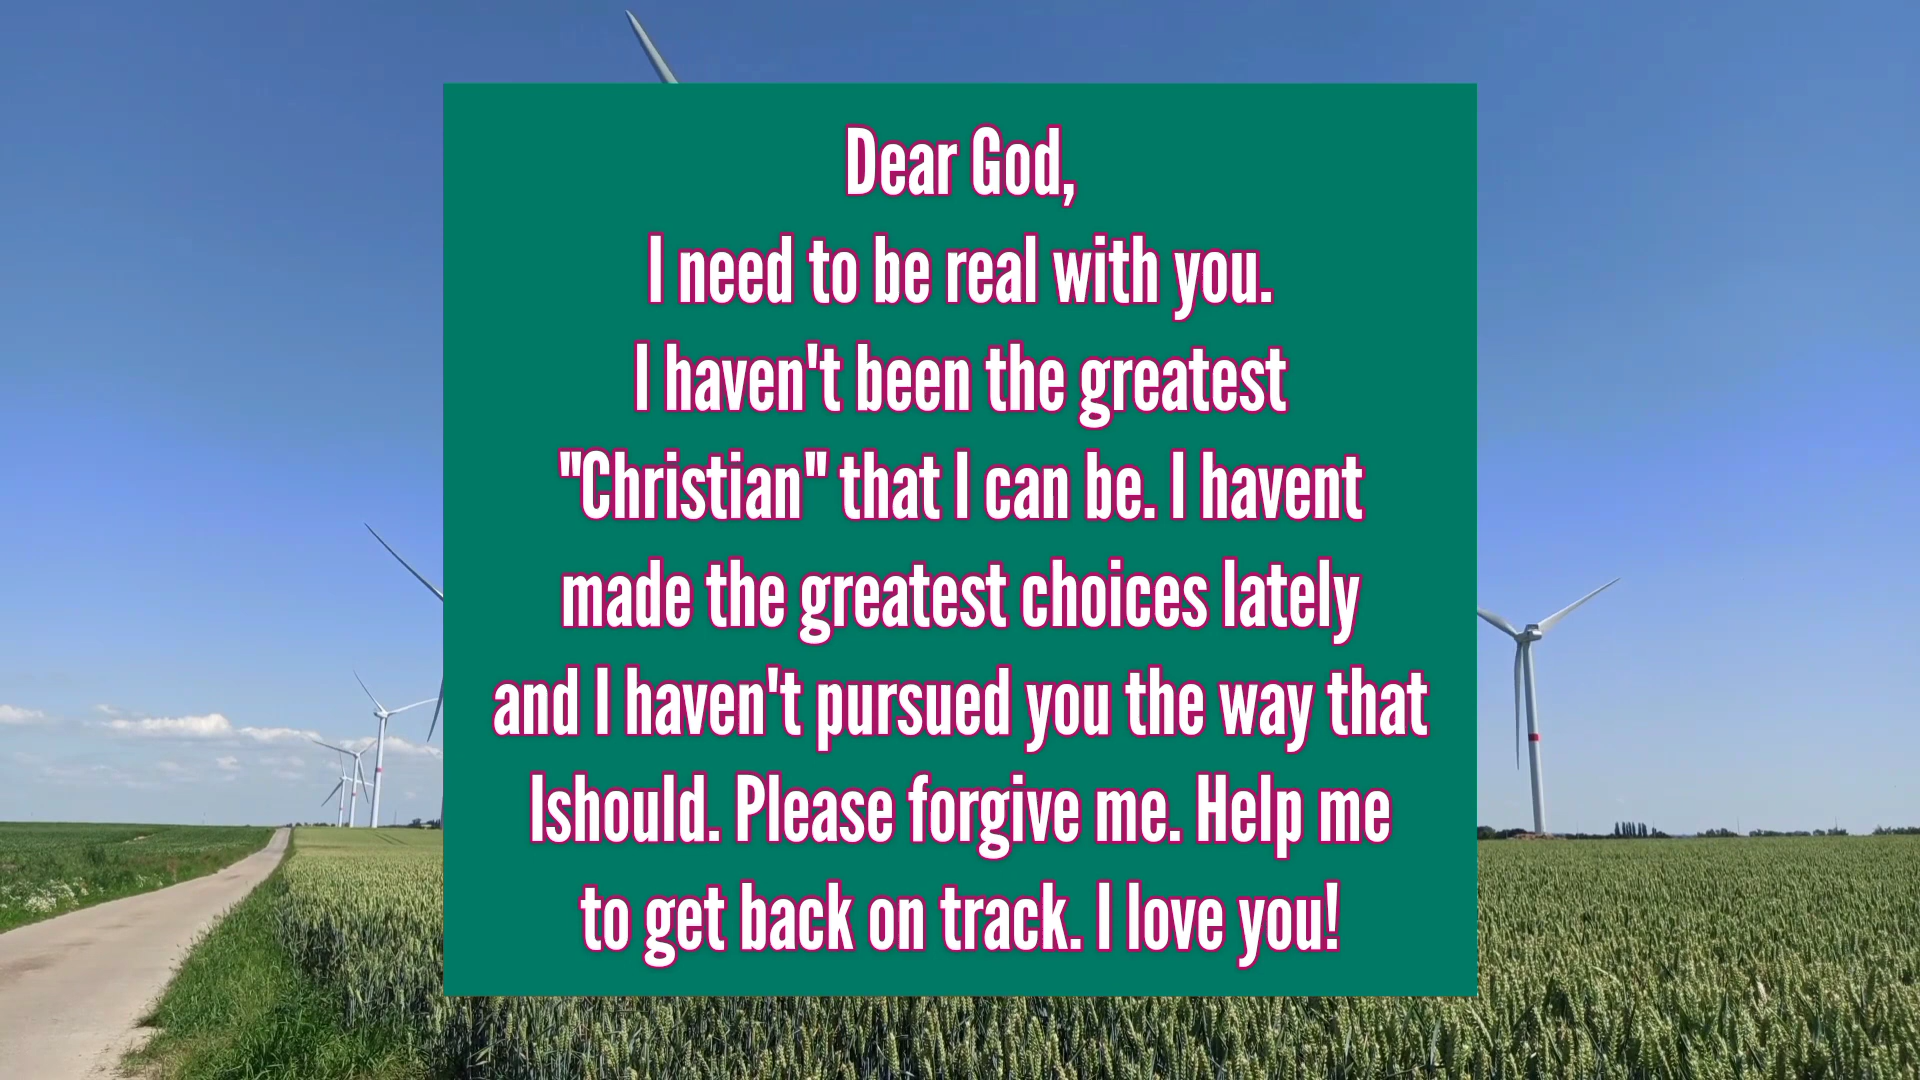 Dear God,
I need to be real with you.
I haven't been the greatest
"Christian" that I can be. I havent
made the greatest choices lately
and I haven't pursued you the way that
Ishould. Please forgive me. Help me
to get back on track. I love you!